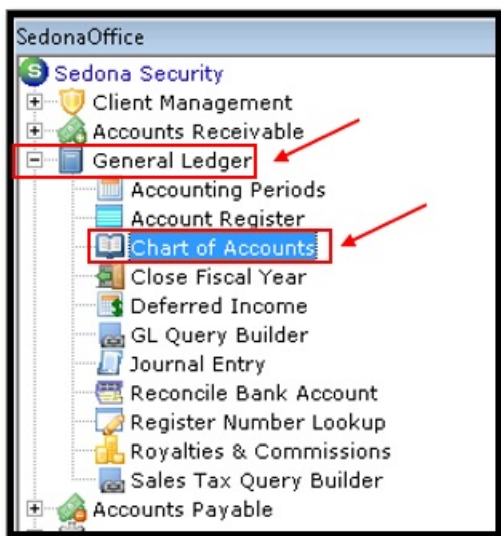 SedonaOffice
S Sedona Security
Client Management
Accounts Receivable
General Ledger
Accounting Periods
Account Register
Chart of Accounts
Close Fiscal Year
Deferred Income
GL Query Builder
Journal Entry
Reconcile Bank Account
Register Number Lookup
Royalties & Commissions
Sales Tax Query Builder
Accounts Payable